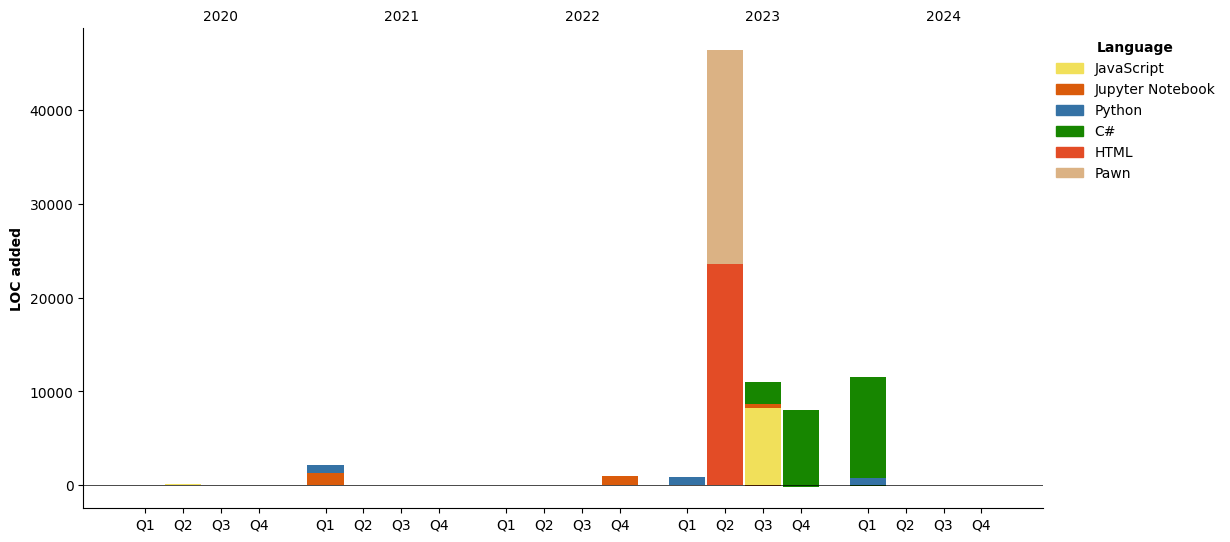 2020 2021 2022 2023 2024
Language
JavaScript
Jupyter Notebook
Python
C#
HTML
Pawn
LOC added
40000
30000
20000
10000
0
Q1 Q2 Q3 Q4 Q1 Q2 Q3 Q4 Q1 Q2 Q3 Q4 Q1 Q2 Q3 Q4 Q1 Q2 Q3 Q4